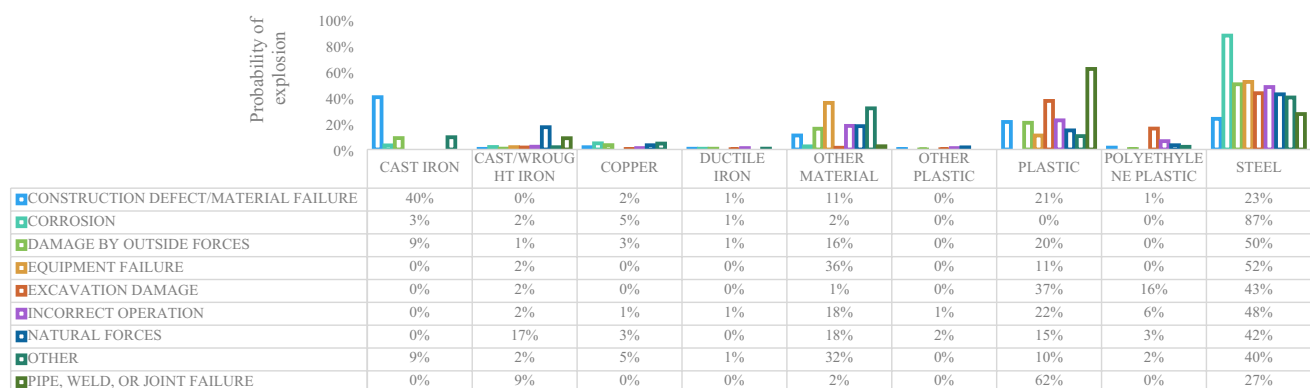 Probability of
explosion
100%
80%
60%
40%
20%
0%
CAST IRON
CAST/WROUG
HT IRON
COPPER
DUCTILE
IRON
OTHER
MATERIAL
OTHER
PLASTIC
PLASTIC
POLYETHYLE
NE PLASTIC
STEEL
CONSTRUCTION DEFECT/MATERIAL FAILURE 40% 0% 2% 1% 11% 0% 21% 1% 23%
CORROSION 3% 2% 5% 1% 2% 0% 0% 0% 87%
DAMAGE BY OUTSIDE FORCES 9% 1% 3% 1% 16% 0% 20% 0% 50%
EQUIPMENT FAILURE 0% 2% 0% 0% 36% 0% 11% 0% 52%
EXCAVATION DAMAGE 0% 2% 0% 0% 1% 0% 37% 16% 43%
INCORRECT OPERATION 0% 2% 1% 1% 18% 1% 22% 6% 48%
NATURAL FORCES 0% 17% 3% 0% 18% 2% 15% 3% 42%
OTHER 9% 2% 5% 1% 32% 0% 10% 2% 40%
PIPE, WELD, OR JOINT FAILURE 0% 9% 0% 0% 2% 0% 62% 0% 27%